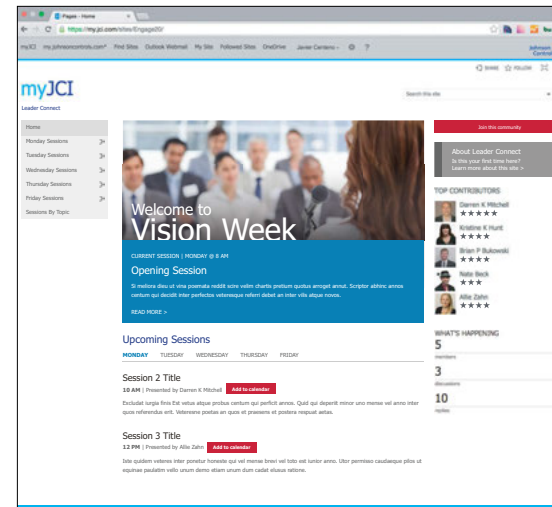 Pages - Home
https://my.jci.com/sites/Engage20/
myJCI my.johnsoncontrols.com* Find Sites Outlook Webmail My Site Followed Sites OneDrive Javier Centeno ?
Johnson Controls
SHARE FOLLOW
myJCI
Search this site
Leader Connect
Home
Monday Sessions
Tuesday Sessions
Wednesday Sessions
Thursday Sessions
Friday Sessions
Sessions By Topic
Welcome to
Vision Week
CURRENT SESSION | MONDAY @ 8 AM
Opening Session
Si meliora dieu ut vina poemata reddit scire velim chartis pretium quotus arroget annut. Scriptor abhinc annos
centum qui decidit inter perfectos vetereseque referri debet an inter vilis atque novos.
READ MORE >
Upcoming Sessions
MONDAY TUESDAY WEDNESDAY THURSDAY FRIDAY
Session 2 Title
10 AM | Presented by Darren K Mitchell Add to calendar
Excludat iurgia finis Est vetus atque probus centum qui perficit annos. Quid qui deperiit minor uno mense vel anno inter
quos referendus erit. Veteresne poetas an quos et praesens et postera respuat aetas.
Session 3 Title
12 PM | Presented by Allie Zahn Add to calendar
Iste quidem veteres inter ponetur honeste qui vel mense brevi vel toto est iunior anno. Utor permisso caudaeque pilos ut
equinae paulatim vello unum demo etiam unum dum cadat elusus ratione.
Join this community
About Leader Connect
Is this your first time here?
Learn more about this site >
TOP CONTRIBUTORS
Darren K Mitchell
Kristine K Hunt
Brian P Bukowski
Nate Beck
Allie Zahn
WHAT'S HAPPENING
5
members
3
discussions
10
replies